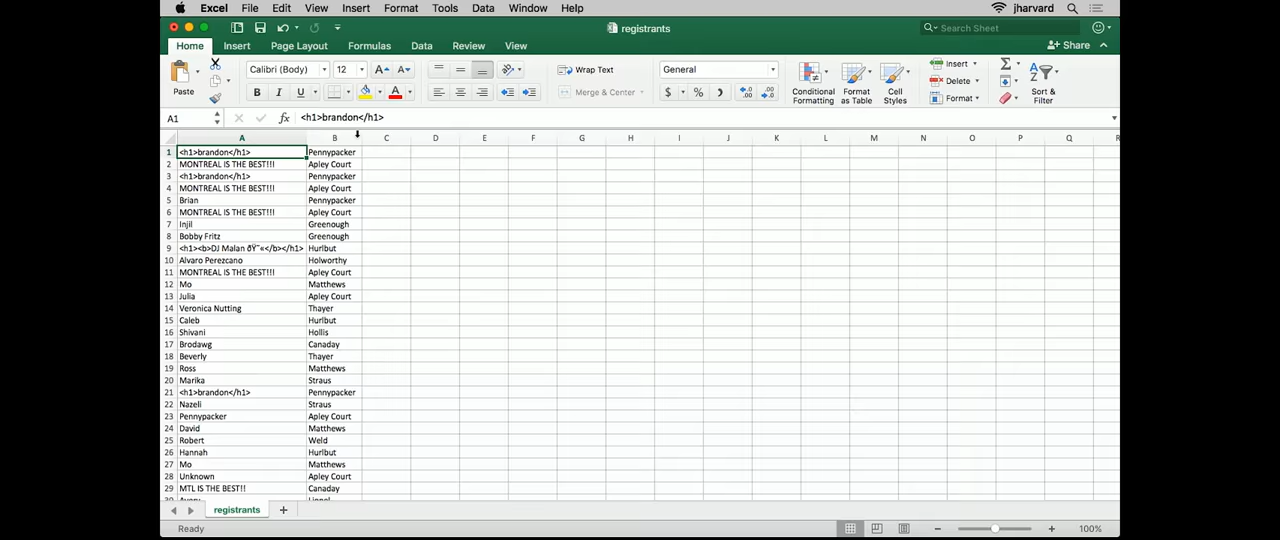 Excel File Edit View Insert Format Tools Data Window Help jharvard
registrants Search Sheet
Home Insert Page Layout Formulas Data Review View Share
Paste Calibri (Body) 12 A A Wrap Text General Conditional Formatting Format as Table Cell Styles Insert Delete Format Sort & Filter
B I U A Merge & Center $ %
A1 fx <h1>brandon</h1>
A B C D E F G H I J K L M N O P Q R
1 <h1>brandon</h1> Pennypacker
2 MONTREAL IS THE BEST!!! Apley Court
3 <h1>brandon</h1> Pennypacker
4 MONTREAL IS THE BEST!!! Apley Court
5 Brian Pennypacker
6 MONTREAL IS THE BEST!!! Apley Court
7 Injil Greenough
8 Bobby Fritz Greenough
9 <h1><b>DJ Malan ðŸ˜«</b></h1> Hurlbut
10 Alvaro Perezcano Holworthy
11 MONTREAL IS THE BEST!!! Apley Court
12 Mo Matthews
13 Julia Apley Court
14 Veronica Nutting Thayer
15 Caleb Hurlbut
16 Shivani Hollis
17 Brodawg Canaday
18 Beverly Thayer
19 Ross Matthews
20 Marika Straus
21 <h1>brandon</h1> Pennypacker
22 Nazeli Straus
23 Pennypacker Apley Court
24 David Matthews
25 Robert Weld
26 Hannah Hurlbut
27 Mo Matthews
28 Unknown Apley Court
29 MTL IS THE BEST!! Canaday
registrants
Ready 100%